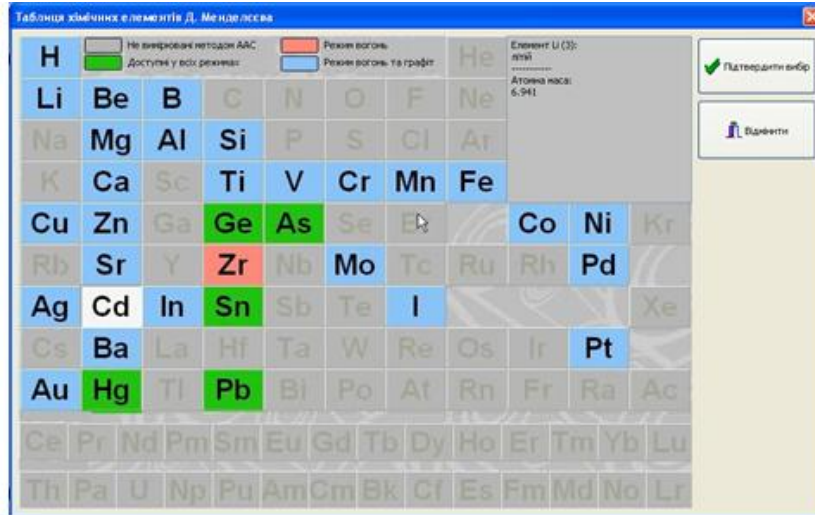 Таблиця хімічних елементів Д. Менделєєва
Не вимірювані методом ААС
Режим вогонь
Доступні у всіх режимах
Режим вогонь та графіт
Елемент Li (3):
літій
-----------
Атомна маса:
6.941
Підтвердити вибір
Відмінити
H He
Li Be B C N O F Ne
Na Mg Al Si P S Cl Ar
K Ca Sc Ti V Cr Mn Fe Co Ni
Cu Zn Ga Ge As Se Kr
Rb Sr Y Zr Nb Mo Tc Ru Rh Pd
Ag Cd In Sn Sb Te I Xe
Cs Ba La Hf Ta W Re Os Ir Pt
Au Hg Tl Pb Bi Po At Rn Fr Ra Ac
Ce Pr Nd Pm Sm Eu Gd Tb Dy Ho Er Tm Yb Lu
Th Pa U Np Pu Am Cm Bk Cf Es Fm Md No Lr